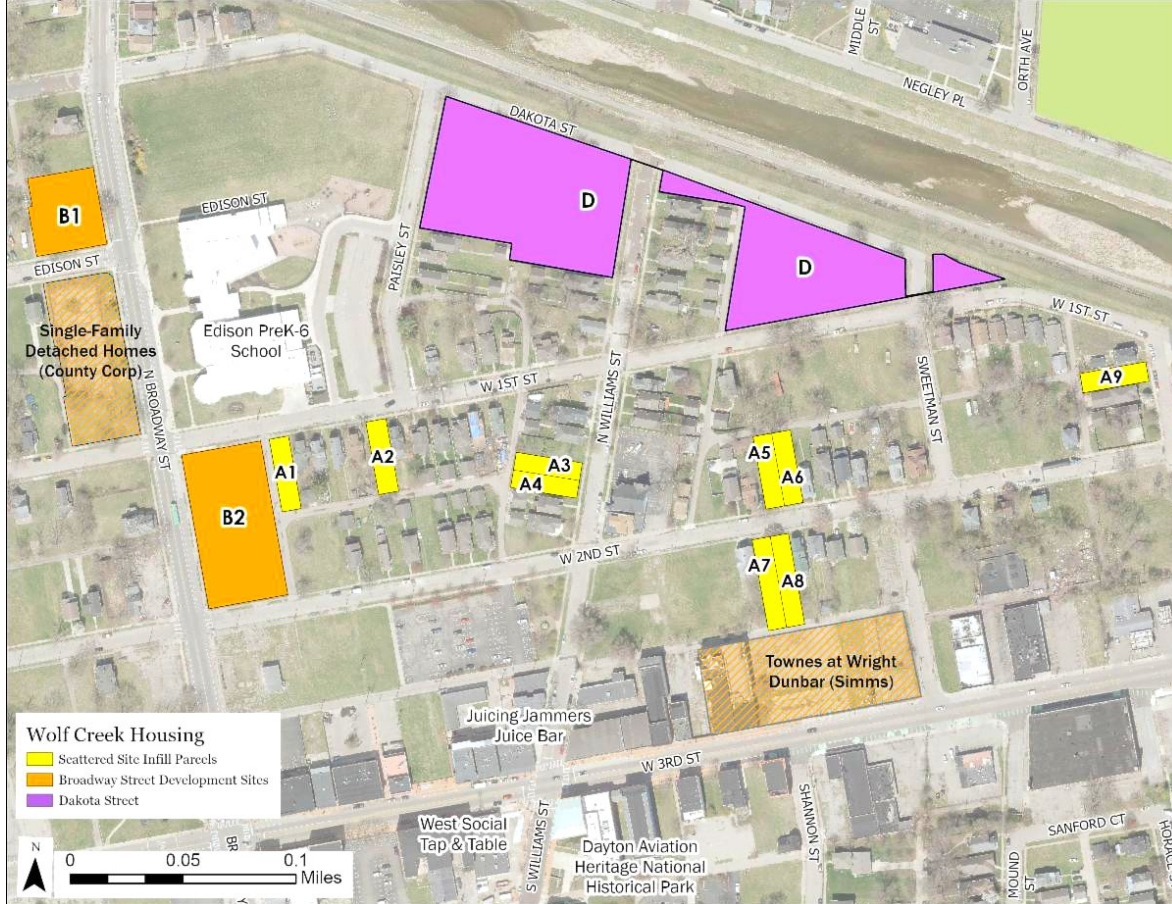 MIDDLE
ST
ORTH AVE
NEGLEY PL
DAKOTA ST
B1
EDISON ST
D
EDISON ST
PAISLEY ST
D
Single-Family
Detached Homes
(County Corp)
N BROADWAY ST
Edison PreK-6
School
W 1ST ST
W 1ST ST
N WILLIAMS ST
SWEETMAN ST
A9
A1
A2
A3
A4
A5
A6
B2
W 2ND ST
A7
A8
Townes at Wright
Dunbar (Simms)
Juicing Jammers
Juice Bar
W 3RD ST
Wolf Creek Housing
Scattered Site Infill Parcels
Broadway Street Development Sites
Dakota Street
West Social
Tap & Table
S WILLIAMS ST
Dayton Aviation
Heritage National
Historical Park
SHANNON ST
SANFORD CT
MOUND
ST
N
0
0.05
0.1
Miles